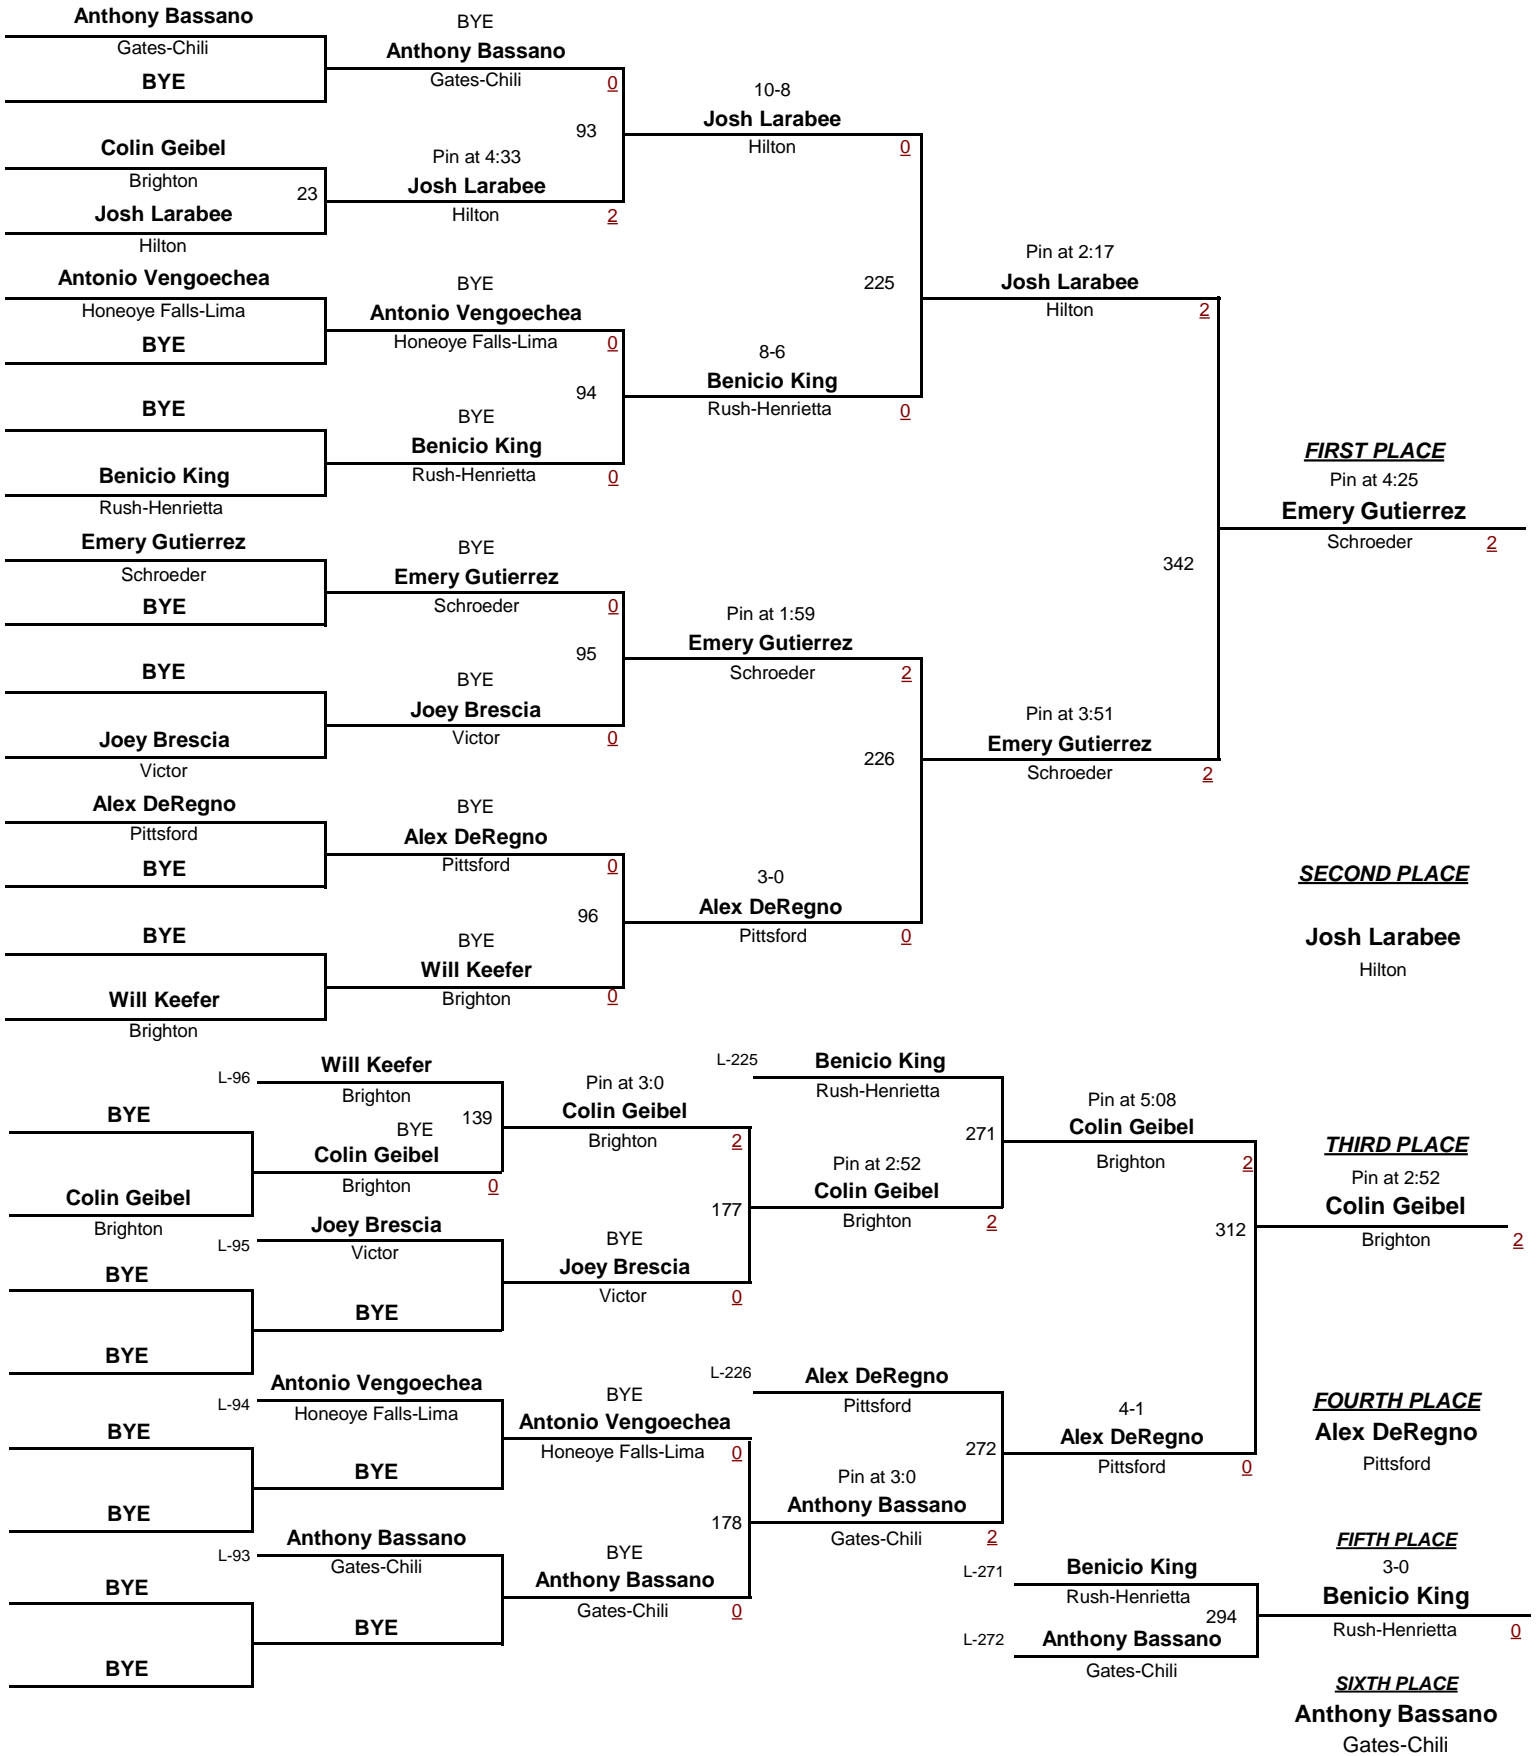 Anthony Bassano
Gates-Chili
BYE
Colin Geibel
Brighton
23
Josh Larabee
Hilton
Antonio Vengoechea
Honeoye Falls-Lima
BYE
BYE
Benicio King
Rush-Henrietta
Emery Gutierrez
Schroeder
BYE
BYE
Joey Brescia
Victor
Alex DeRegno
Pittsford
BYE
BYE
Will Keefer
Brighton
BYE
Anthony Bassano
Gates-Chili
0
93
Pin at 4:33
Josh Larabee
Hilton
2
BYE
Antonio Vengoechea
Honeoye Falls-Lima
0
94
BYE
Benicio King
Rush-Henrietta
0
BYE
Emery Gutierrez
Schroeder
0
95
BYE
Joey Brescia
Victor
0
BYE
Alex DeRegno
Pittsford
0
96
BYE
Will Keefer
Brighton
0
10-8
Josh Larabee
Hilton
0
225
8-6
Benicio King
Rush-Henrietta
0
Pin at 1:59
Emery Gutierrez
Schroeder
2
226
3-0
Alex DeRegno
Pittsford
0
Pin at 2:17
Josh Larabee
Hilton
2
342
Pin at 3:51
Emery Gutierrez
Schroeder
2
FIRST PLACE
Pin at 4:25
Emery Gutierrez
Schroeder
2
SECOND PLACE
Josh Larabee
Hilton
BYE
Colin Geibel
Brighton
BYE
BYE
BYE
BYE
BYE
BYE
L-96
Will Keefer
Brighton
139
BYE
Colin Geibel
Brighton
0
L-95
Joey Brescia
Victor
BYE
L-94
Antonio Vengoechea
Honeoye Falls-Lima
BYE
L-93
Anthony Bassano
Gates-Chili
BYE
Pin at 3:0
Colin Geibel
Brighton
2
177
BYE
Joey Brescia
Victor
0
BYE
Antonio Vengoechea
Honeoye Falls-Lima
0
178
BYE
Anthony Bassano
Gates-Chili
0
L-225
Benicio King
Rush-Henrietta
271
Pin at 2:52
Colin Geibel
Brighton
2
L-226
Alex DeRegno
Pittsford
272
Pin at 3:0
Anthony Bassano
Gates-Chili
2
Pin at 5:08
Colin Geibel
Brighton
2
312
4-1
Alex DeRegno
Pittsford
0
THIRD PLACE
Pin at 2:52
Colin Geibel
Brighton
2
FOURTH PLACE
Alex DeRegno
Pittsford
L-271
Benicio King
Rush-Henrietta
294
L-272
Anthony Bassano
Gates-Chili
FIFTH PLACE
3-0
Benicio King
Rush-Henrietta
0
SIXTH PLACE
Anthony Bassano
Gates-Chili